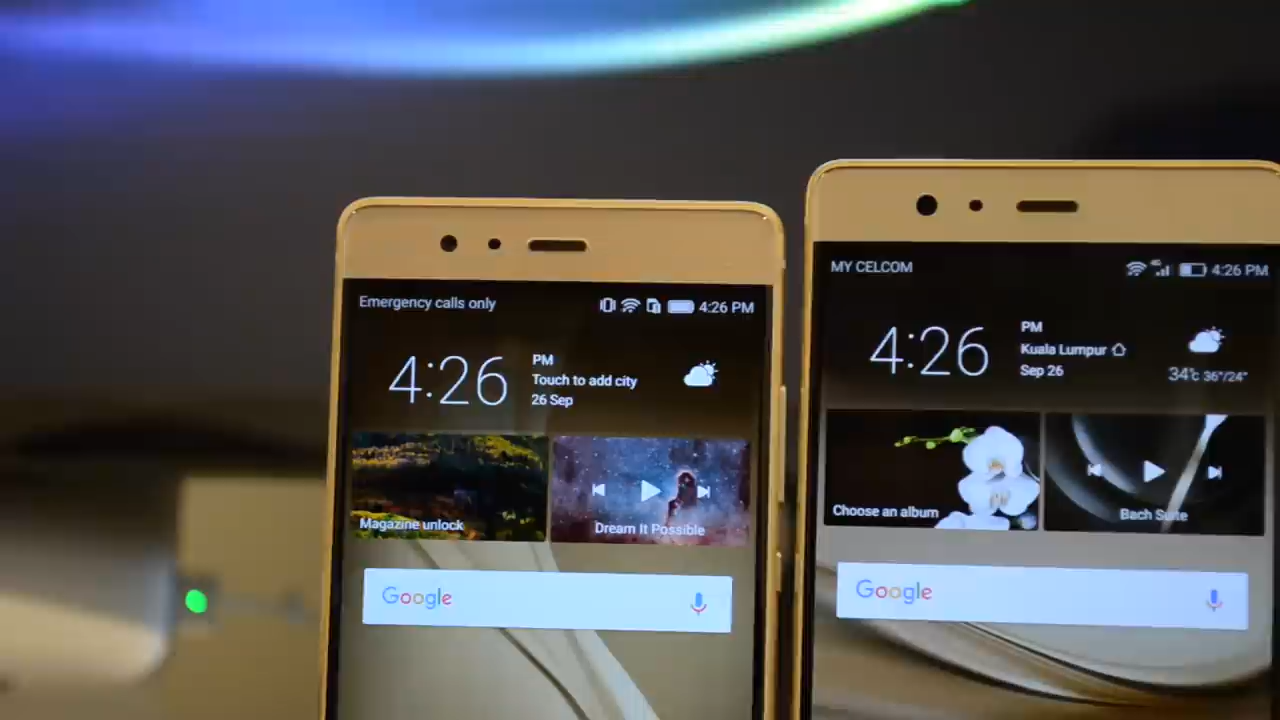 Emergency calls only
4:26 PM
4:26
PM
Touch to add city
26 Sep
Magazine unlock
Dream It Possible
Google
MY CELCOM
4G
4:26 PM
4:26
PM
Kuala Lumpur
Sep 26
34°C 36°/24°
Choose an album
Bach Suite
Google